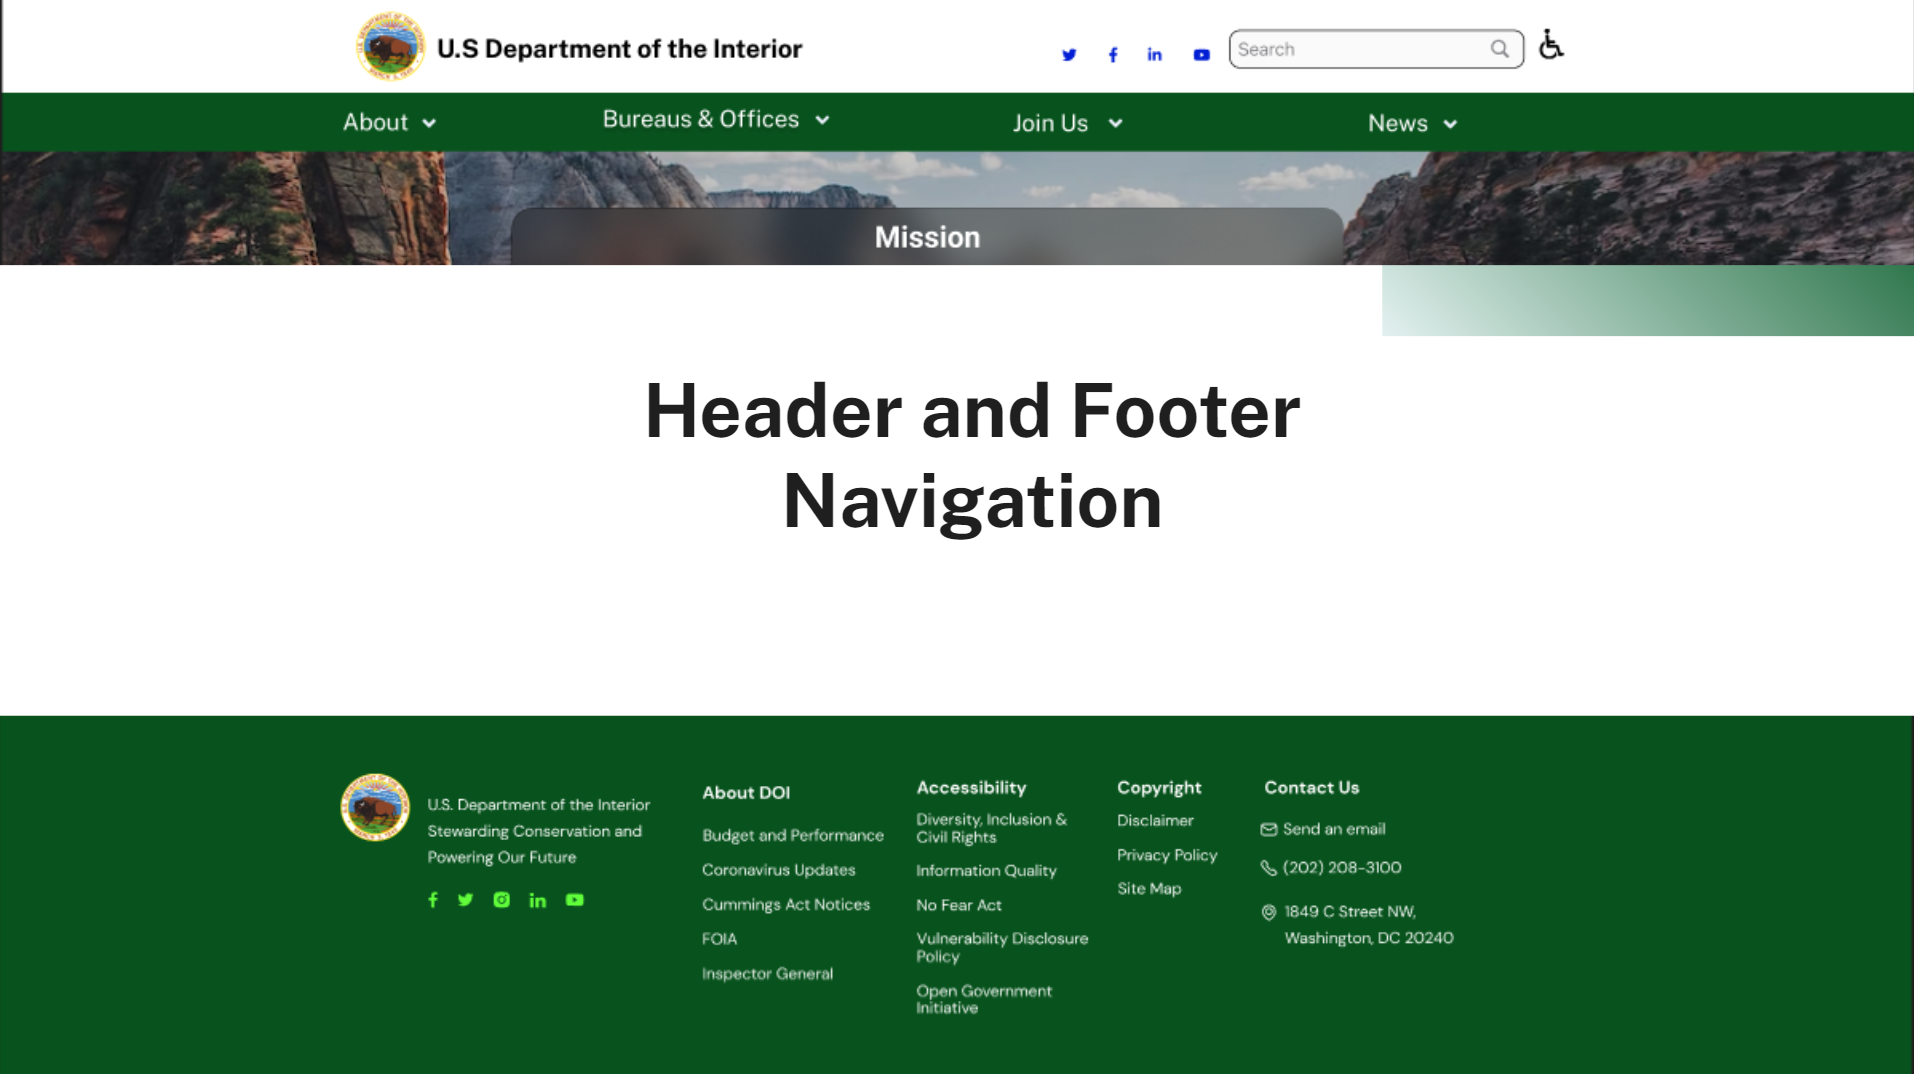 U.S Department of the Interior
Search
About
Bureaus & Offices
Join Us
News
Mission
Header and Footer
Navigation
U.S. Department of the Interior
Stewarding Conservation and
Powering Our Future
About DOI
Budget and Performance
Coronavirus Updates
Cummings Act Notices
FOIA
Inspector General
Accessibility
Diversity, Inclusion &
Civil Rights
Information Quality
No Fear Act
Vulnerability Disclosure
Policy
Open Government
Initiative
Copyright
Disclaimer
Privacy Policy
Site Map
Contact Us
Send an email
(202) 208-3100
1849 C Street NW,
Washington, DC 20240